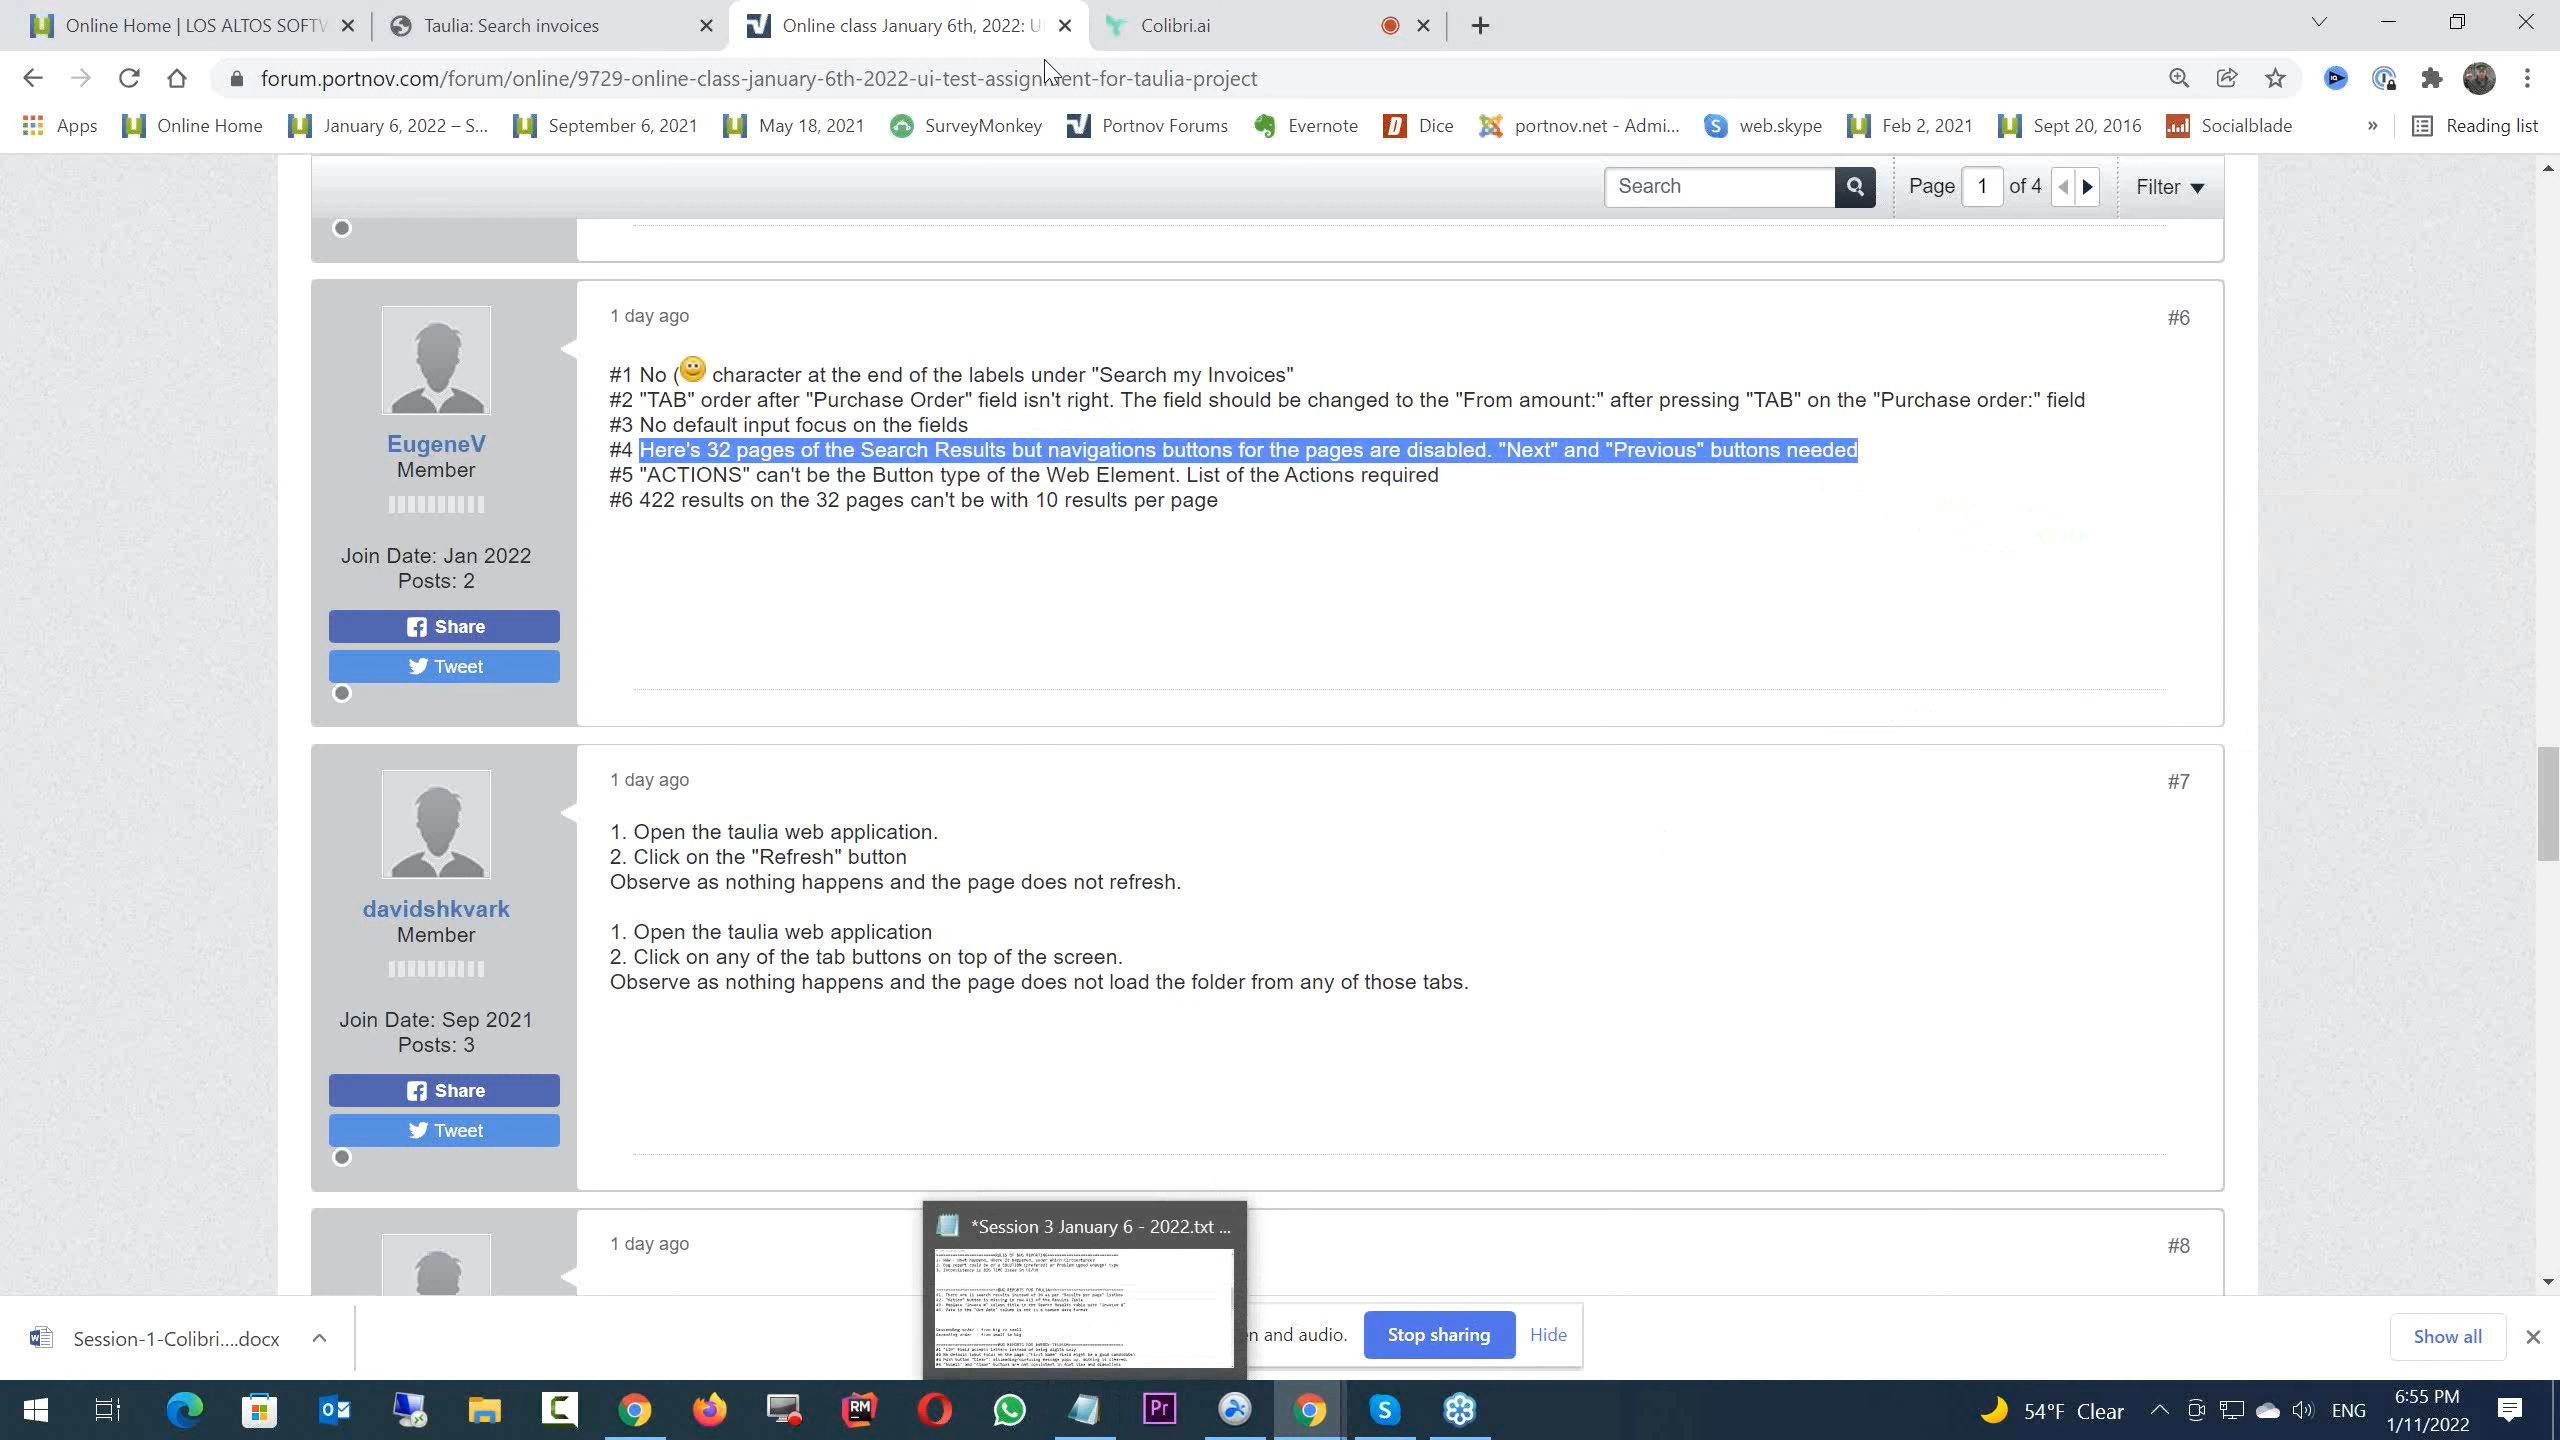 Online Home | LOS ALTOS SOFTV
Taulia: Search invoices
Online class January 6th, 2022: U
Colibri.ai
forum.portnov.com/forum/online/9729-online-class-january-6th-2022-ui-test-assignment-for-taulia-project
Apps
Online Home
January 6, 2022 – S...
September 6, 2021
May 18, 2021
SurveyMonkey
Portnov Forums
Evernote
Dice
portnov.net - Admi...
web.skype
Feb 2, 2021
Sept 20, 2016
Socialblade
»
Reading list
Search
Page 1 of 4
Filter
1 day ago
#6
EugeneV
Member
Join Date: Jan 2022
Posts: 2
Share
Tweet
#1 No ( character at the end of the labels under "Search my Invoices"
#2 "TAB" order after "Purchase Order" field isn't right. The field should be changed to the "From amount:" after pressing "TAB" on the "Purchase order:" field
#3 No default input focus on the fields
#4 Here's 32 pages of the Search Results but navigations buttons for the pages are disabled. "Next" and "Previous" buttons needed
#5 "ACTIONS" can't be the Button type of the Web Element. List of the Actions required
#6 422 results on the 32 pages can't be with 10 results per page
1 day ago
#7
davidshkvark
Member
Join Date: Sep 2021
Posts: 3
Share
Tweet
1. Open the taulia web application.
2. Click on the "Refresh" button
Observe as nothing happens and the page does not refresh.
1. Open the taulia web application
2. Click on any of the tab buttons on top of the screen.
Observe as nothing happens and the page does not load the folder from any of those tabs.
1 day ago
#8
*Session 3 January 6 - 2022.txt ...
Session-1-Colibri....docx
n and audio.
Stop sharing
Hide
Show all
54°F Clear
ENG
6:55 PM
1/11/2022